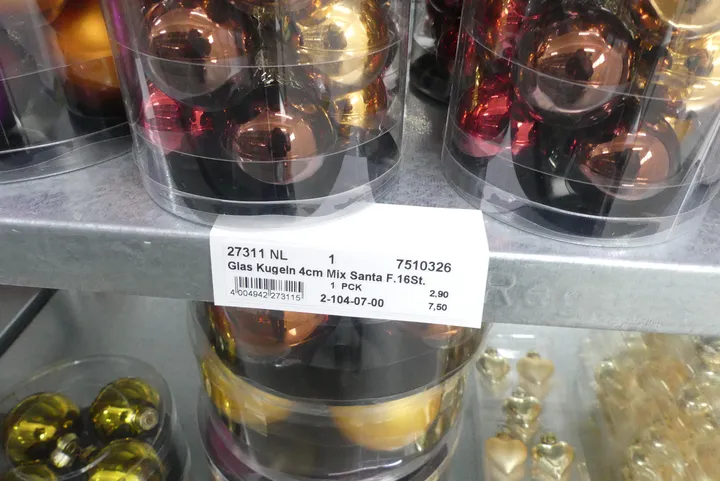 27311 NL 1 7510326
Glas Kugeln 4cm Mix Santa F.16St.
1 PCK 2,90
4 004942 273115 2-104-07-00 7,50